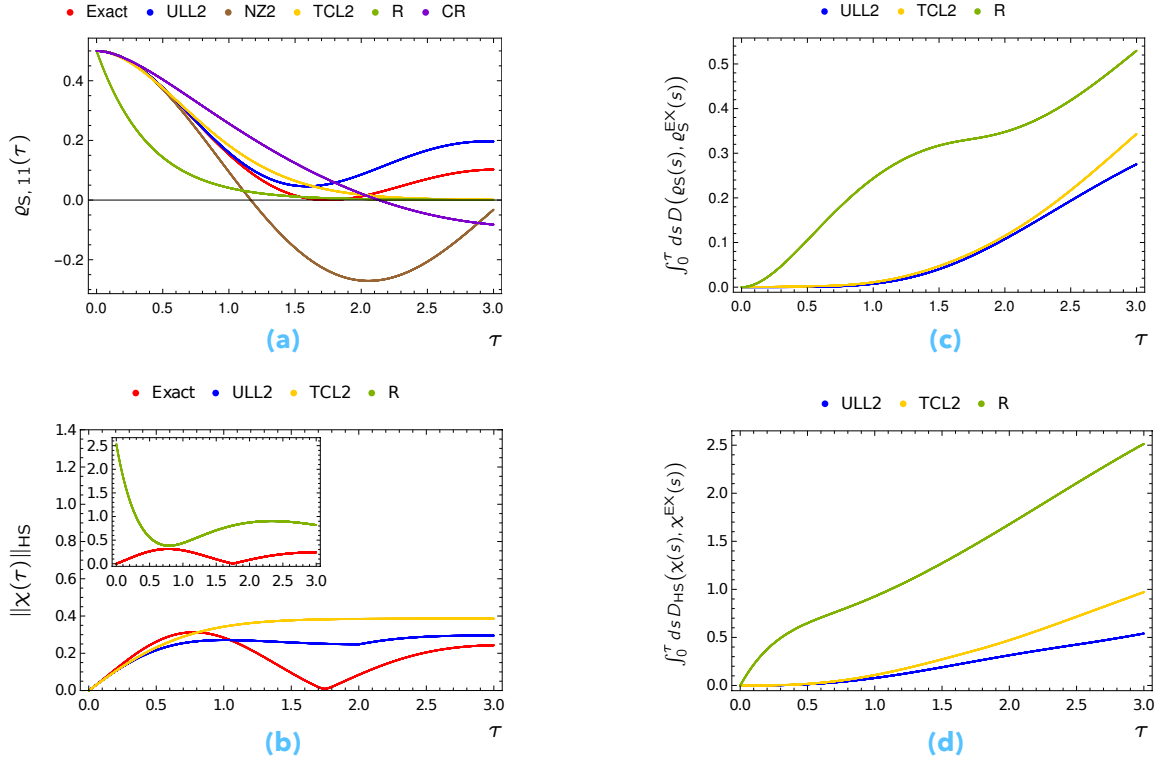 Exact ULL2 NZ2 TCL2 R CR
ϱS, 11(τ)
0.4
0.2
0.0
−0.2
0.0 0.5 1.0 1.5 2.0 2.5 3.0
(a) τ
ULL2 TCL2 R
∫₀^τ ds D(ϱS(s), ϱS^EX(s))
0.5
0.4
0.3
0.2
0.1
0.0
0.0 0.5 1.0 1.5 2.0 2.5 3.0
(c) τ
Exact ULL2 TCL2 R
||χ(τ)||HS
1.4
1.2
1.0
0.8
0.6
0.4
0.2
0.0
2.5
2.0
1.5
1.0
0.5
0.0
0.0 0.5 1.0 1.5 2.0 2.5 3.0
0.0 0.5 1.0 1.5 2.0 2.5 3.0
(b) τ
ULL2 TCL2 R
∫₀^τ ds DHS(χ(s), χ^EX(s))
2.5
2.0
1.5
1.0
0.5
0.0
0.0 0.5 1.0 1.5 2.0 2.5 3.0
(d) τ